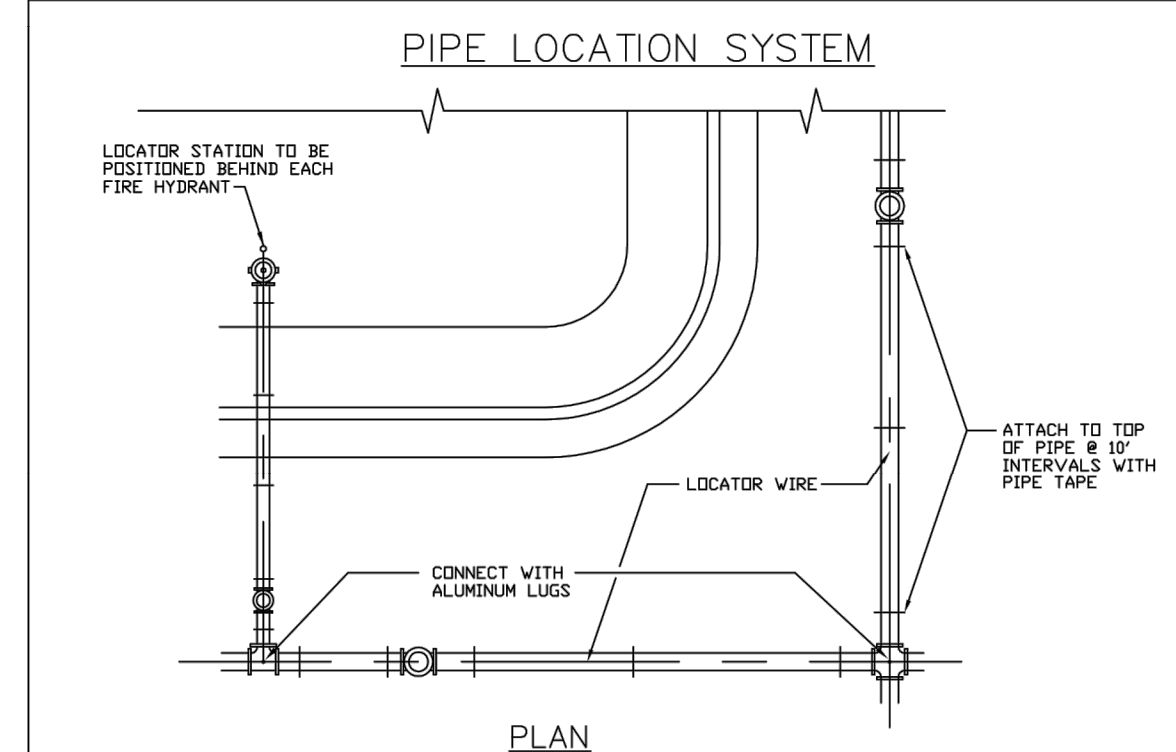 PIPE LOCATION SYSTEM
LOCATOR STATION TO BE
POSITIONED BEHIND EACH
FIRE HYDRANT
ATTACH TO TOP
OF PIPE @ 10'
INTERVALS WITH
PIPE TAPE
LOCATOR WIRE
CONNECT WITH
ALUMINUM LUGS
PLAN